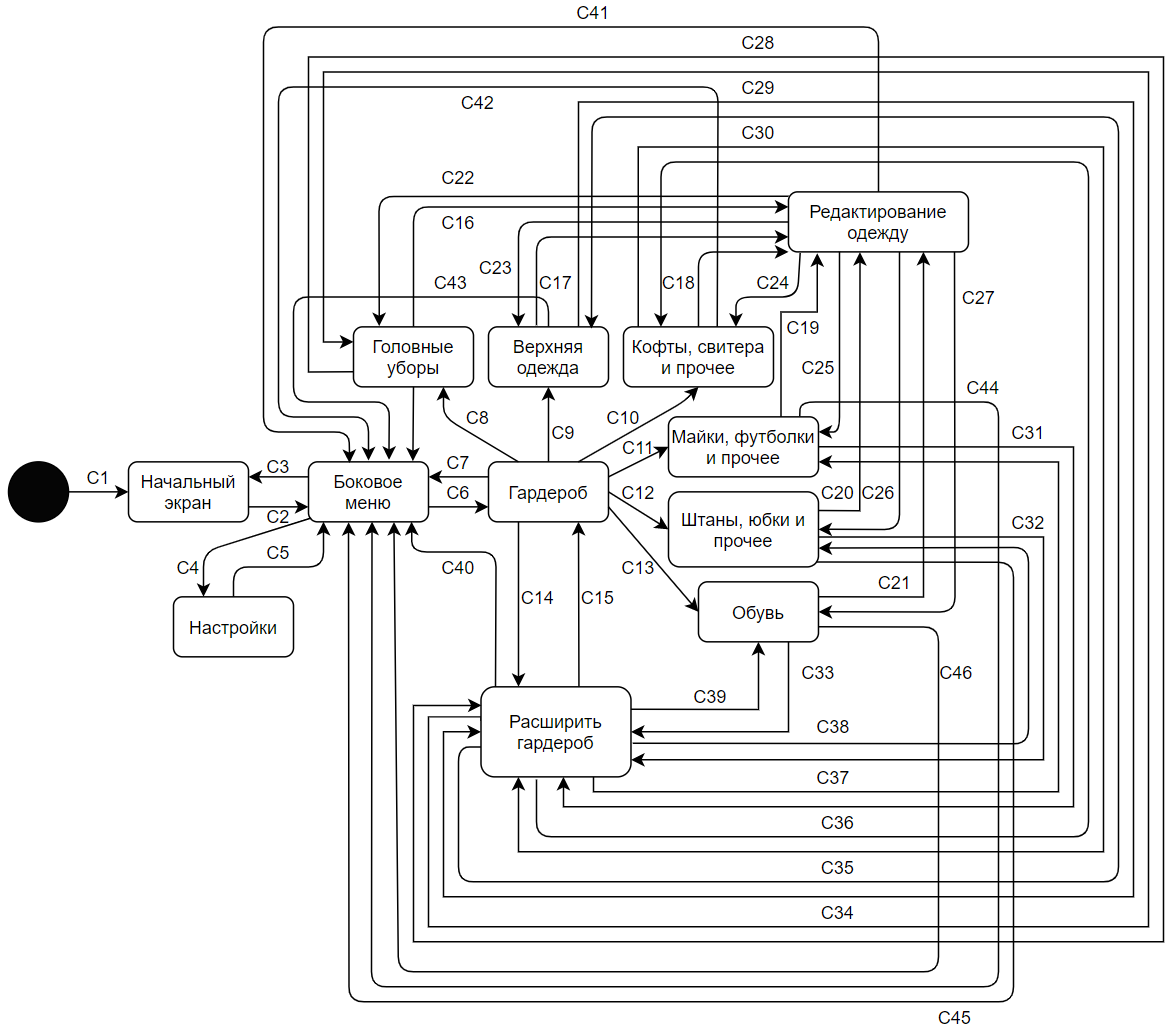 C41
C28
C29
C42
C30
C22
C16
Редактирование
одежду
C23
C17
C18
C24
C43
C27
C19
Головные
уборы
Верхняя
одежда
Кофты, свитера
и прочее
C25
C44
C8
C9
C10
C11
Майки, футболки
и прочее
C31
C1
Начальный
экран
C3
C2
Боковое
меню
C7
C6
Гардероб
C12
C20
C26
Штаны, юбки и
прочее
C32
C4
C5
C40
C13
C21
Настройки
C14
C15
Обувь
C33
C46
C39
Расширить
гардероб
C38
C37
C36
C35
C34
C45